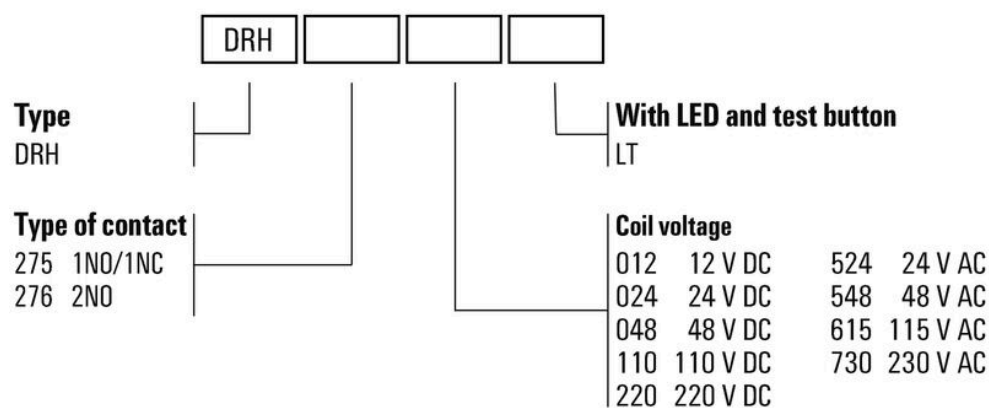 DRH
Type
DRH
With LED and test button
LT
Type of contact
275 1NO/1NC
276 2NO
Coil voltage
012 12 V DC 524 24 V AC
024 24 V DC 548 48 V AC
048 48 V DC 615 115 V AC
110 110 V DC 730 230 V AC
220 220 V DC